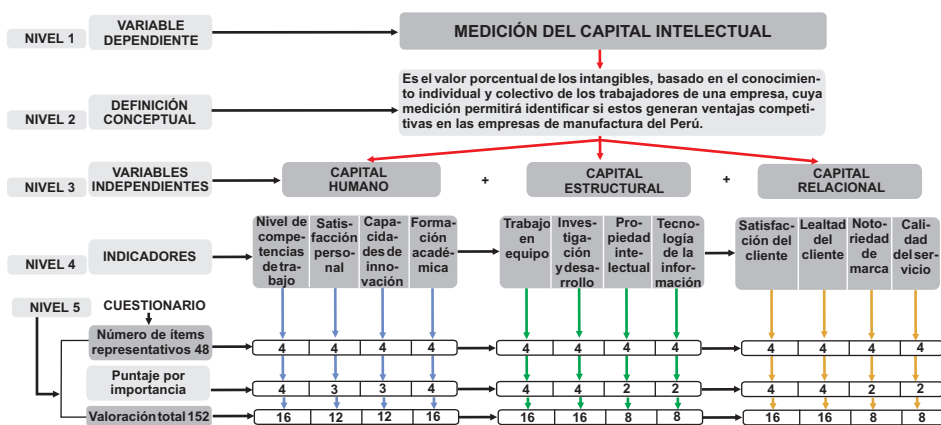 NIVEL 1
VARIABLE
DEPENDIENTE
MEDICIÓN DEL CAPITAL INTELECTUAL
NIVEL 2
DEFINICIÓN
CONCEPTUAL
Es el valor porcentual de los intangibles, basado en el conocimien-
to individual y colectivo de los trabajadores de una empresa, cuya
medición permitirá identificar si estos generan ventajas competi-
tivas en las empresas de manufactura del Perú.
NIVEL 3
VARIABLES
INDEPENDIENTES
CAPITAL
HUMANO
+
CAPITAL
ESTRUCTURAL
+
CAPITAL
RELACIONAL
NIVEL 4
INDICADORES
Nivel de
compe-
tencias
de tra-
bajo
Satis-
facción
perso-
nal
Capa-
cida-
des de
inno-
vación
Forma-
ción
acadé-
mica
Trabajo
en
equipo
Inves-
tiga-
ción
y desa-
rrollo
Pro-
piedad
inte-
lectual
Tecno-
logía
de la
infor-
mación
Satisfac-
ción del
cliente
Lealtad
del
cliente
Noto-
riedad
de
marca
Cali-
dad
del ser-
vicio
NIVEL 5
CUESTIONARIO
Número de ítems
representativos 48
4 4 4 4 4 4 4 4 4 4 4 4
Puntaje por
importancia
4 3 3 4 4 4 2 2 4 4 2 2
Valoración total 152
16 12 12 16 16 16 8 8 16 16 8 8